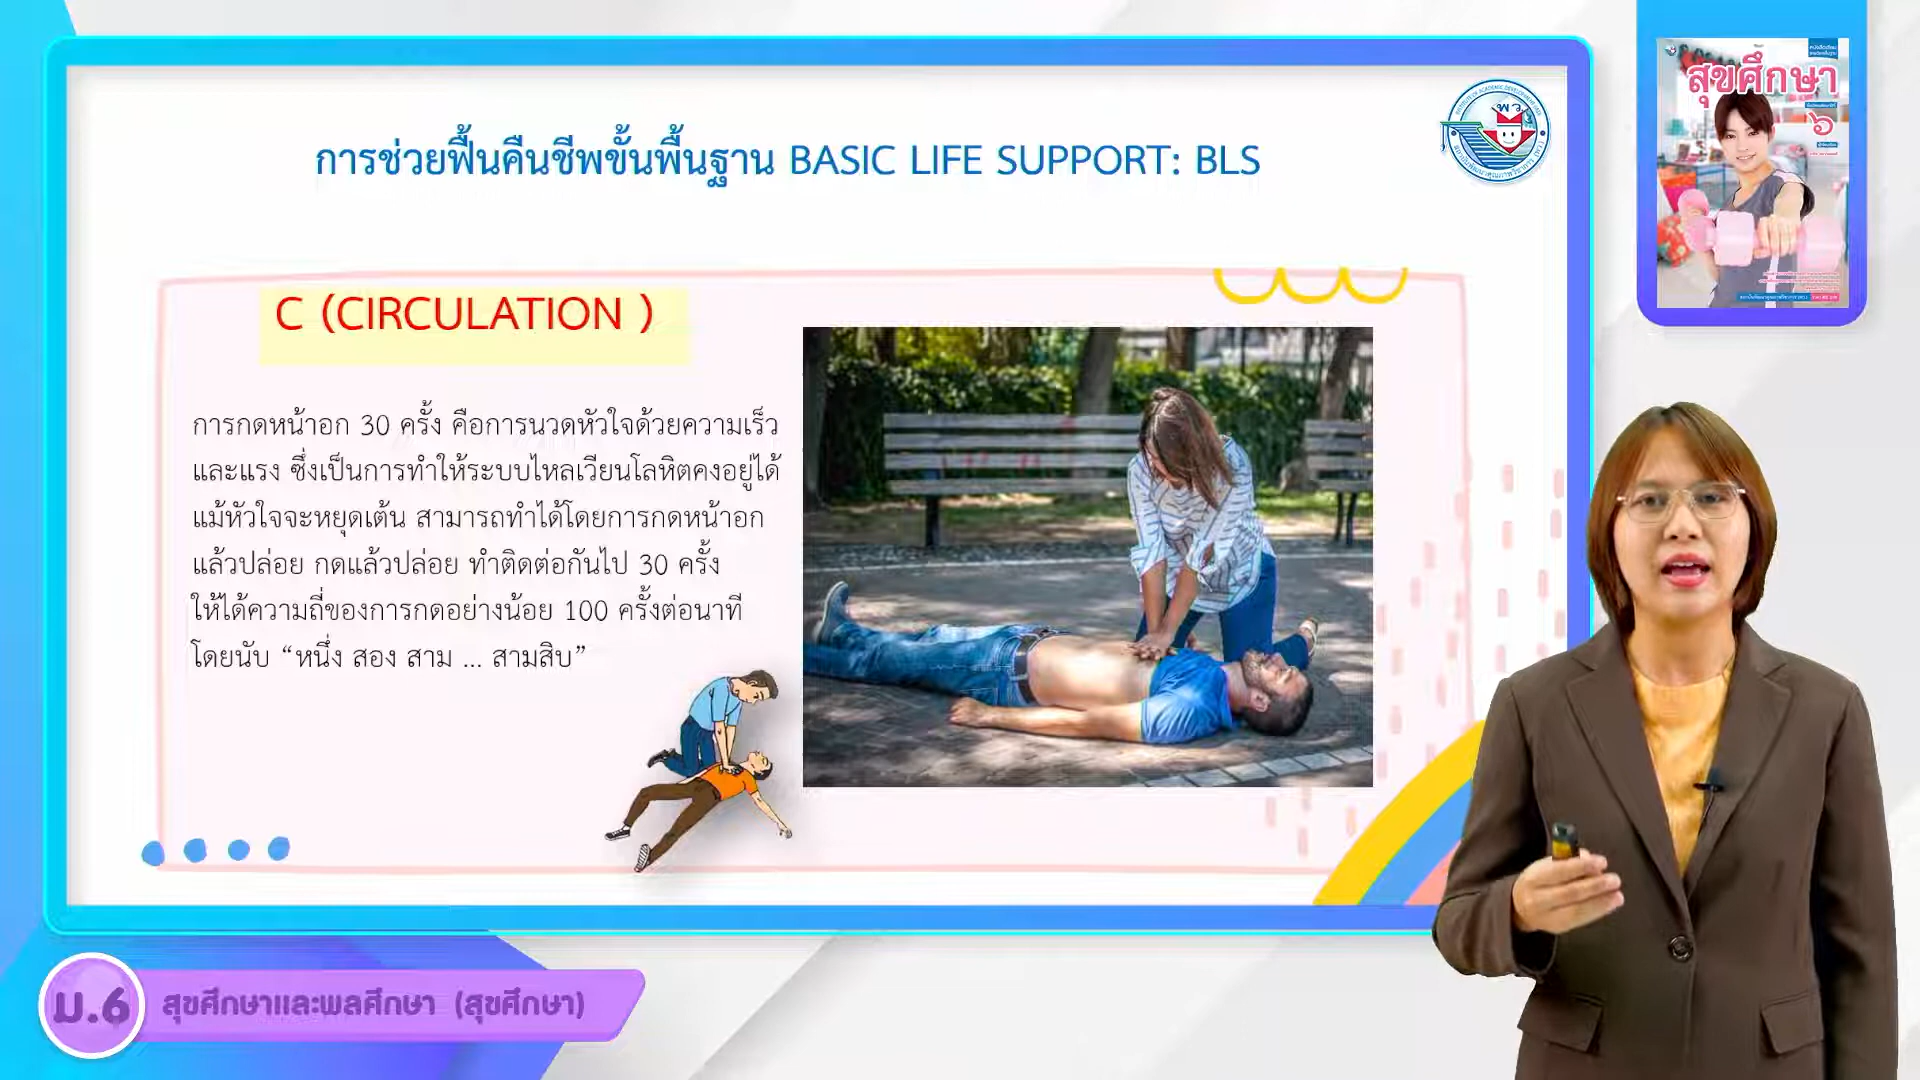 การช่วยฟื้นคืนชีพขั้นพื้นฐาน BASIC LIFE SUPPORT: BLS
C (CIRCULATION )
การกดหน้าอก 30 ครั้ง คือการนวดหัวใจด้วยความเร็ว
และแรง ซึ่งเป็นการทำให้ระบบไหลเวียนโลหิตคงอยู่ได้
แม้หัวใจจะหยุดเต้น สามารถทำได้โดยการกดหน้าอก
แล้วปล่อย กดแล้วปล่อย ทำติดต่อกันไป 30 ครั้ง
ให้ได้ความถี่ของการกดอย่างน้อย 100 ครั้งต่อนาที
โดยนับ “หนึ่ง สอง สาม ... สามสิบ”
พว.
สุขศึกษา
๖
ม.6 สุขศึกษาและพลศึกษา (สุขศึกษา)